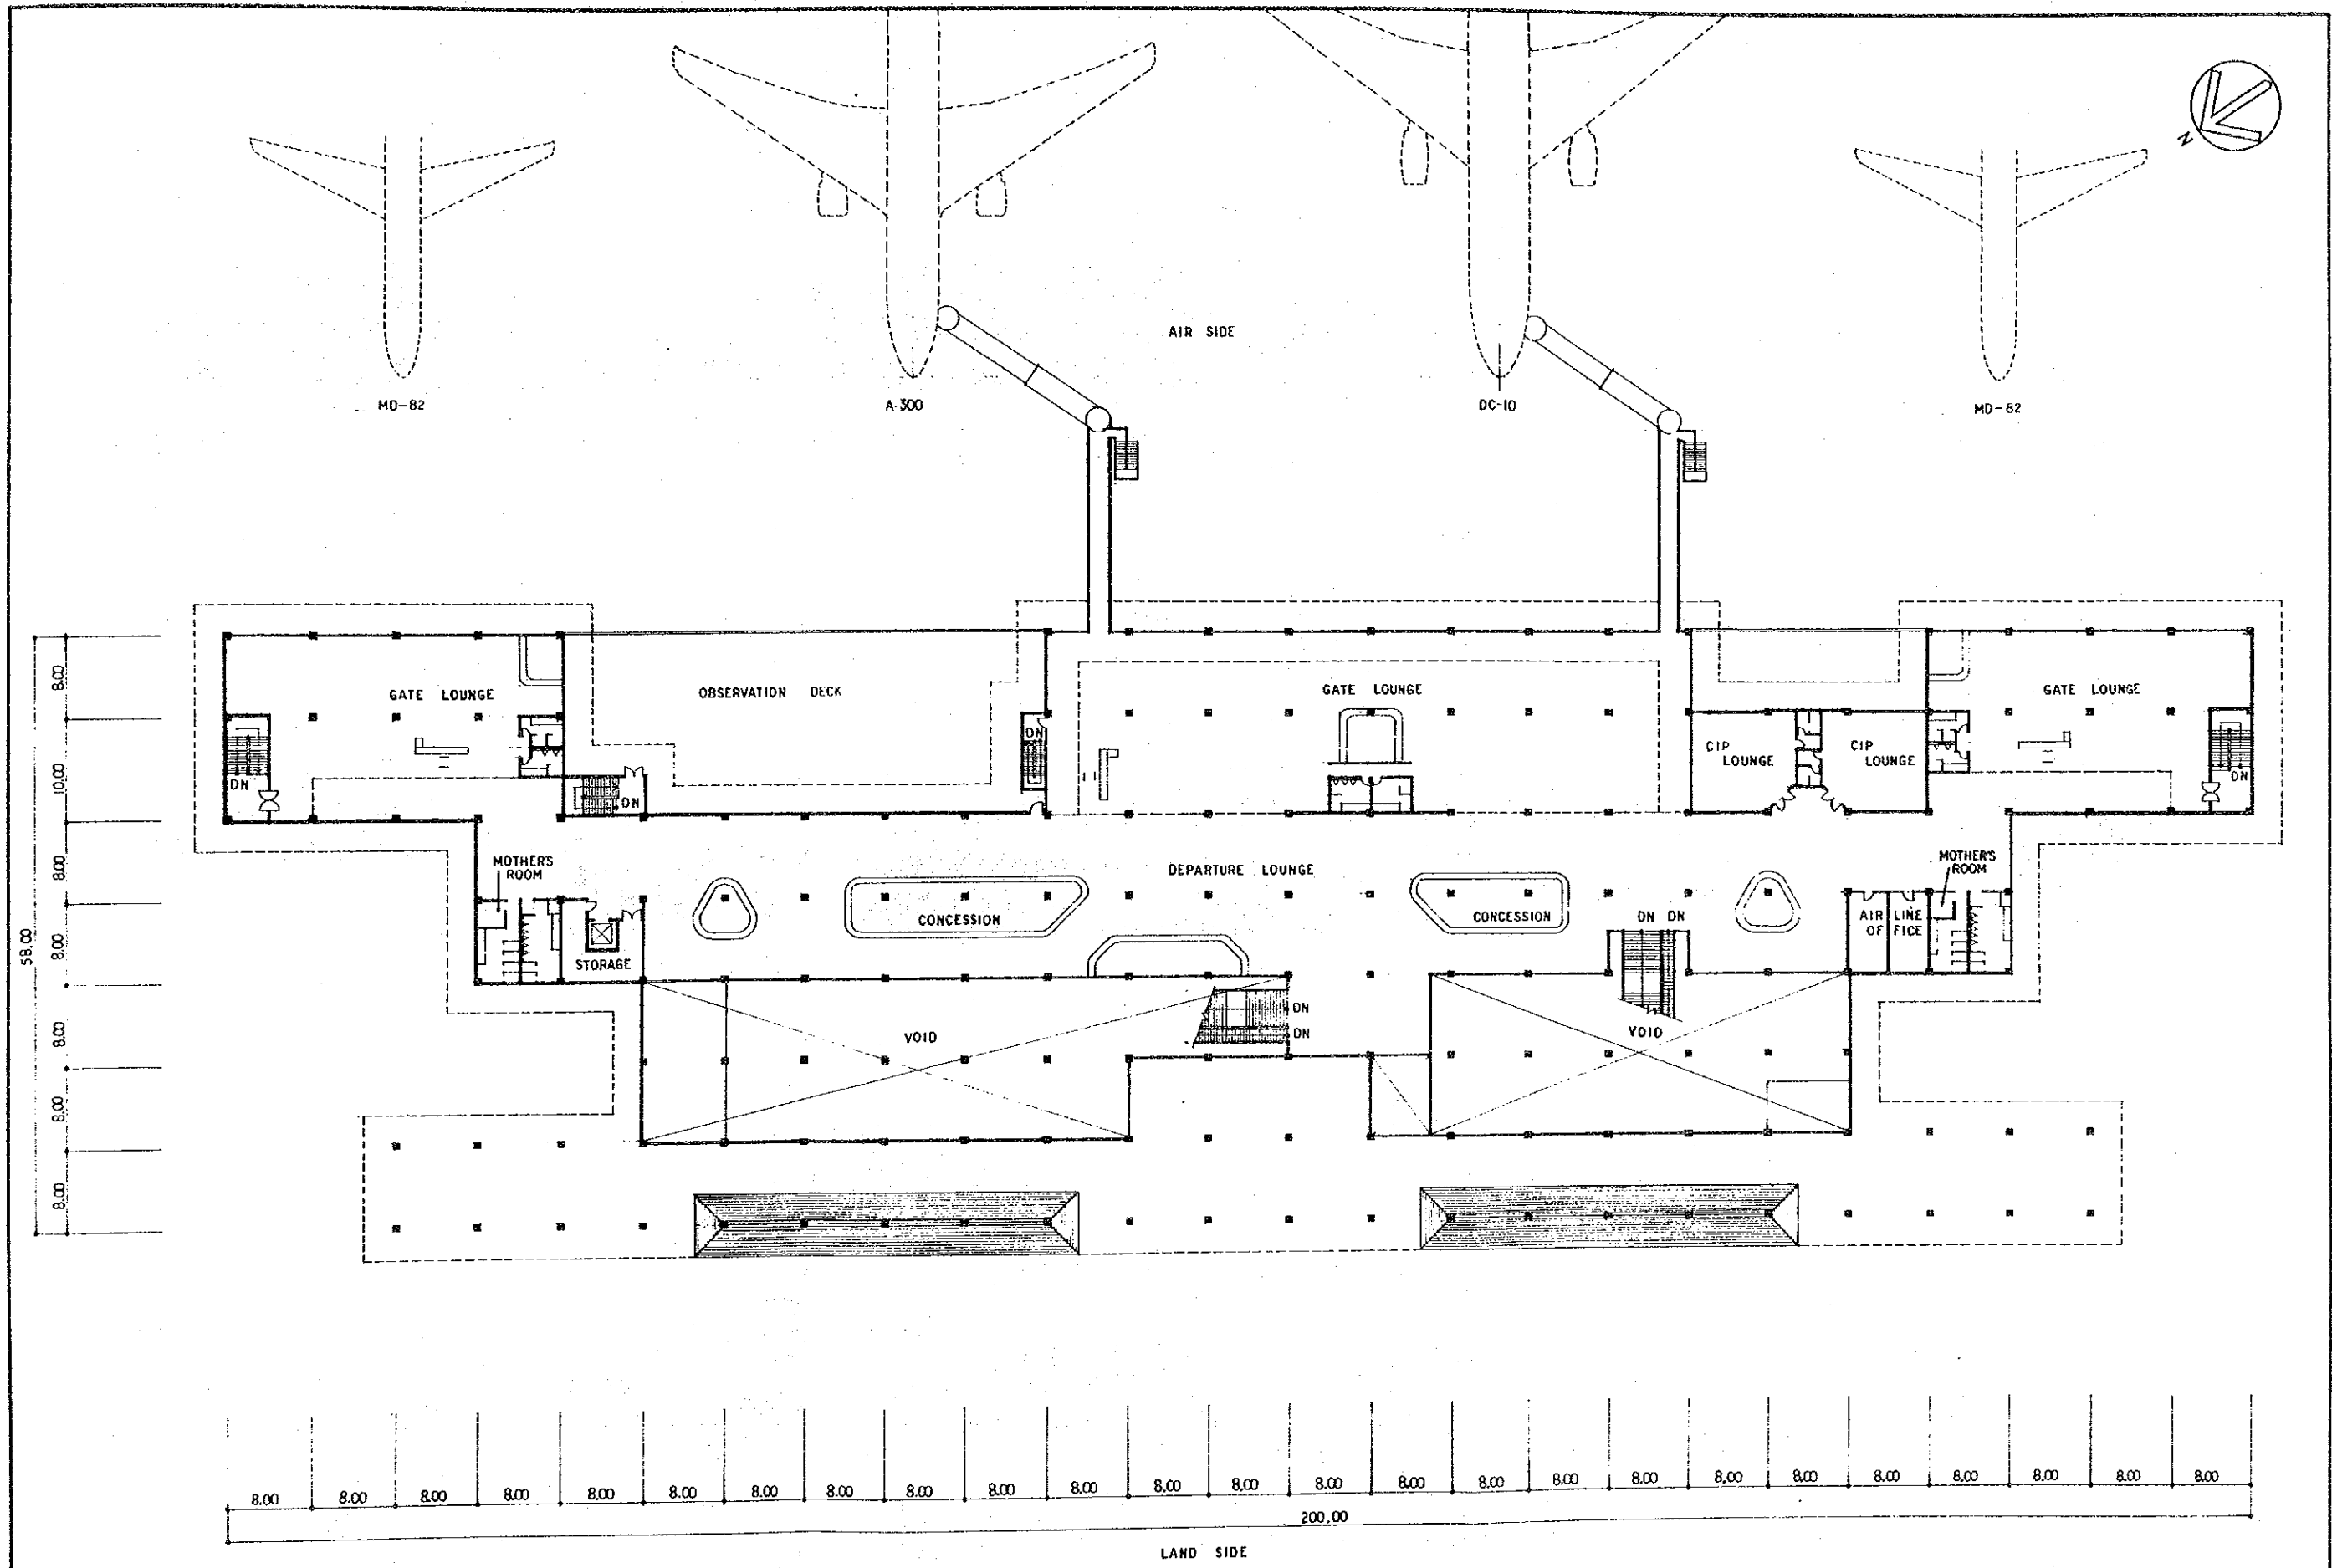 N
AIR SIDE
MD-82
A-300
DC-10
MD-82
GATE LOUNGE
OBSERVATION DECK
GATE LOUNGE
GATE LOUNGE
DN
CIP
LOUNGE
CIP
LOUNGE
DN
DN
DN
MOTHER'S
ROOM
DEPARTURE LOUNGE
MOTHER'S
ROOM
CONCESSION
CONCESSION
DN DN
AIR LINE
OF FICE
STORAGE
DN
DN
VOID
VOID
58.00
8.00
10.00
8.00
8.00
8.00
8.00
8.00
8.00 8.00 8.00 8.00 8.00 8.00 8.00 8.00 8.00 8.00 8.00 8.00 8.00 8.00 8.00 8.00 8.00 8.00 8.00 8.00 8.00 8.00 8.00 8.00 8.00
200.00
LAND SIDE